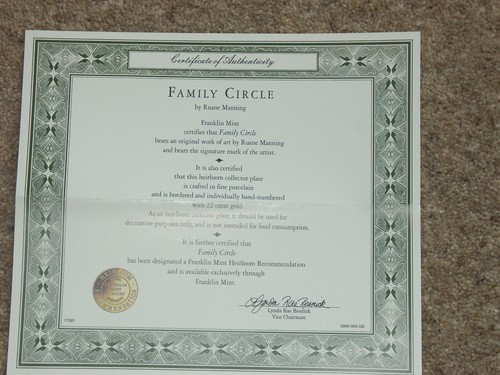 Certificate of Authenticity
FAMILY CIRCLE
by Ruane Manning
Franklin Mint
certifies that Family Circle
bears an original work of art by Ruane Manning
and bears the signature mark of the artist.
It is also certified
that this heirloom collector plate
is crafted in fine porcelain
and is bordered and individually hand-numbered
with 22 carat gold.
As an heirloom collector plate it should be used for
decorative purposes only, and is not intended for food consumption.
It is further certified that
Family Circle
has been designated a Franklin Mint Heirloom Recommendation
and is available exclusively through
Franklin Mint.
Lynda Rae Resnick
Lynda Rae Resnick
Vice Chairman